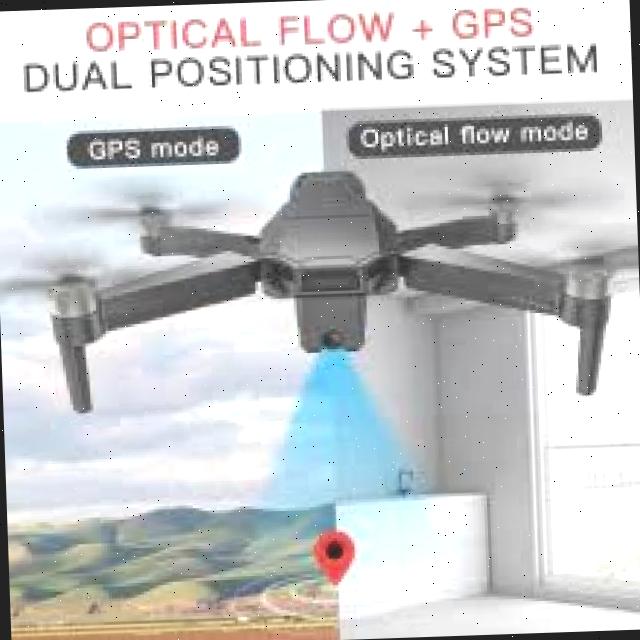 OPTICAL FLOW + GPS
DUAL POSITIONING SYSTEM
GPS mode
Optical flow mode